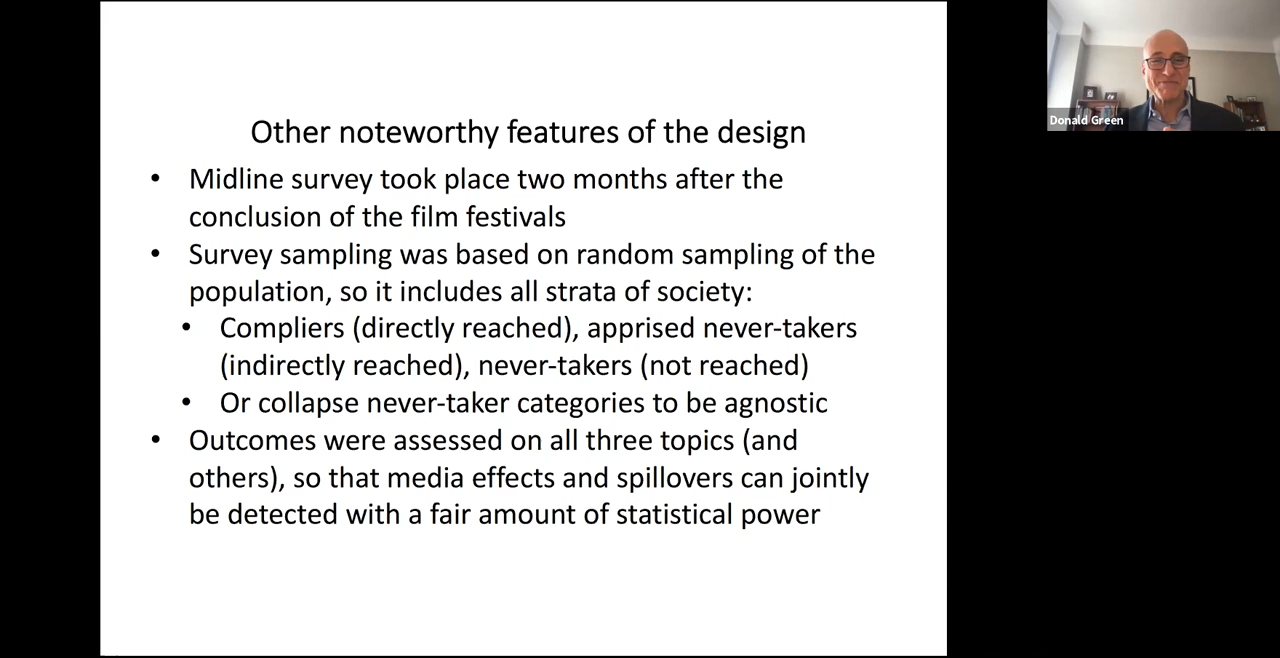 Other noteworthy features of the design
• Midline survey took place two months after the
conclusion of the film festivals
• Survey sampling was based on random sampling of the
population, so it includes all strata of society:
• Compliers (directly reached), apprised never-takers
(indirectly reached), never-takers (not reached)
• Or collapse never-taker categories to be agnostic
• Outcomes were assessed on all three topics (and
others), so that media effects and spillovers can jointly
be detected with a fair amount of statistical power
Donald Green